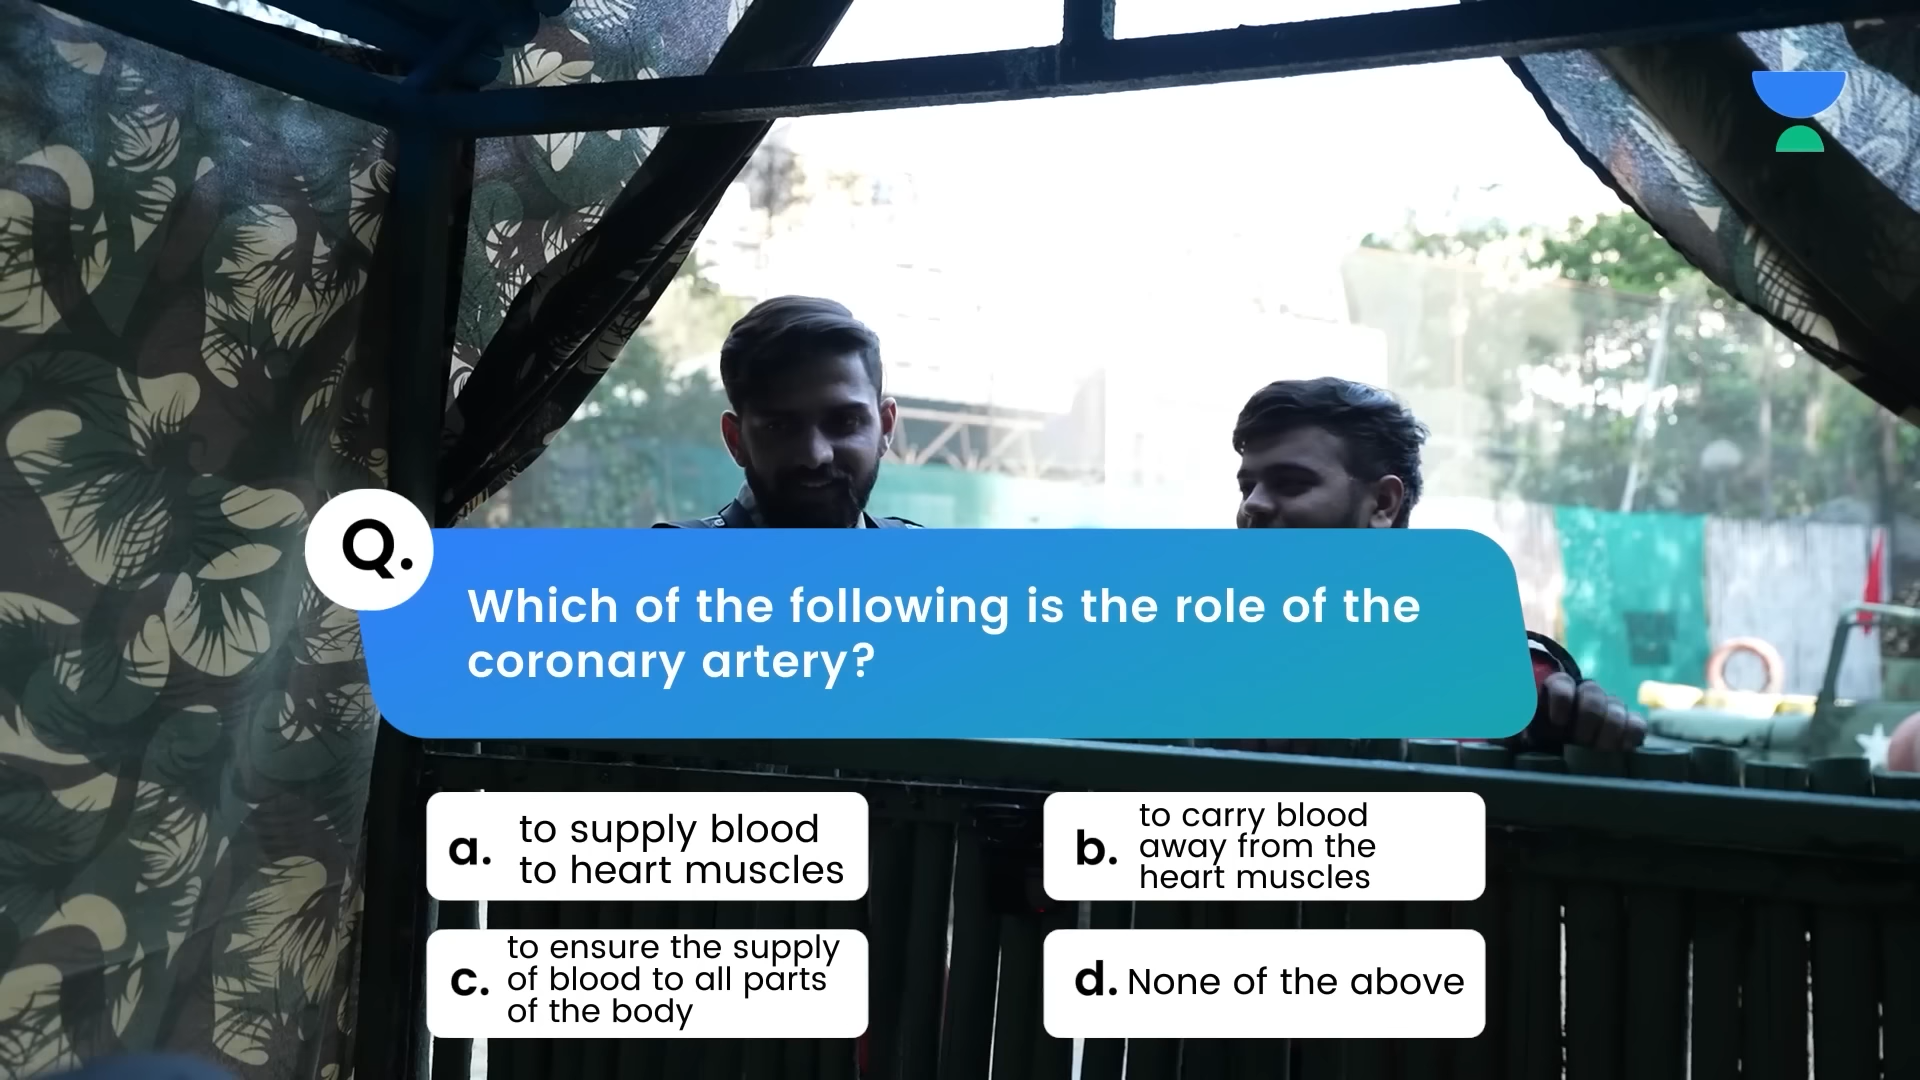 Q.
Which of the following is the role of the
coronary artery?
a. to supply blood
to heart muscles
b. to carry blood
away from the
heart muscles
c. to ensure the supply
of blood to all parts
of the body
d. None of the above